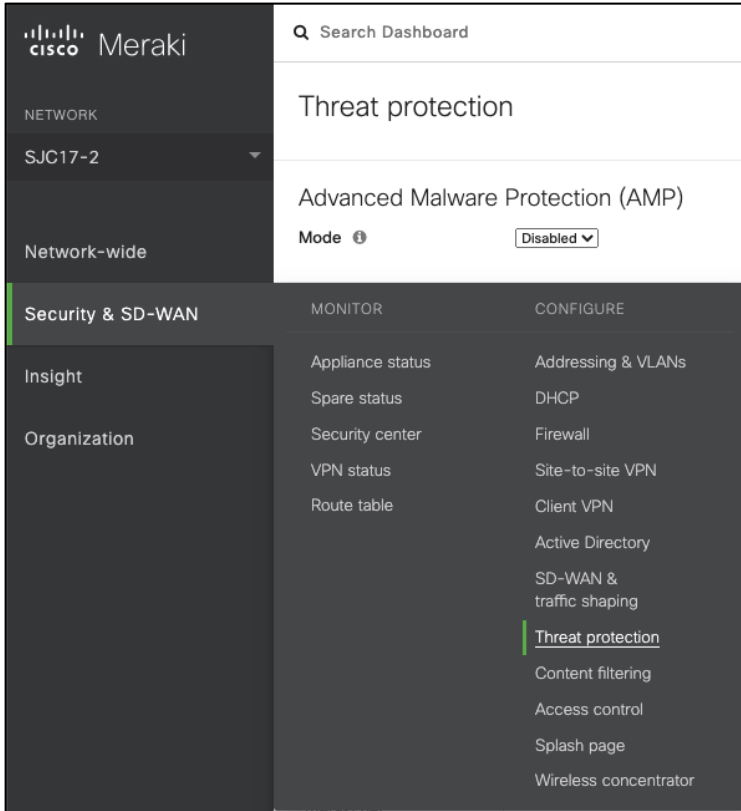 CISCO Meraki
NETWORK
SJC17-2
Network-wide
Security & SD-WAN
Insight
Organization
Search Dashboard
Threat protection
Advanced Malware Protection (AMP)
Mode Disabled
MONITOR
Appliance status
Spare status
Security center
VPN status
Route table
CONFIGURE
Addressing & VLANs
DHCP
Firewall
Site-to-site VPN
Client VPN
Active Directory
SD-WAN &
traffic shaping
Threat protection
Content filtering
Access control
Splash page
Wireless concentrator